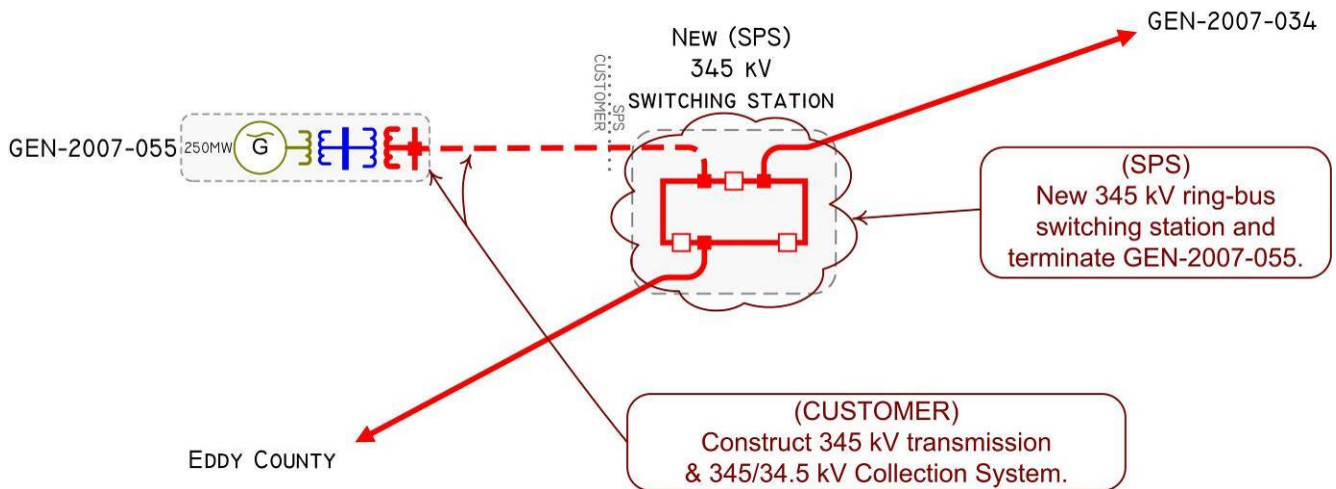 GEN-2007-034
NEW (SPS)
345 KV
SWITCHING STATION
CUSTOMER
SPS
GEN-2007-055
250MW
G
(SPS)
New 345 kV ring-bus
switching station and
terminate GEN-2007-055.
(CUSTOMER)
Construct 345 kV transmission
& 345/34.5 kV Collection System.
EDDY COUNTY